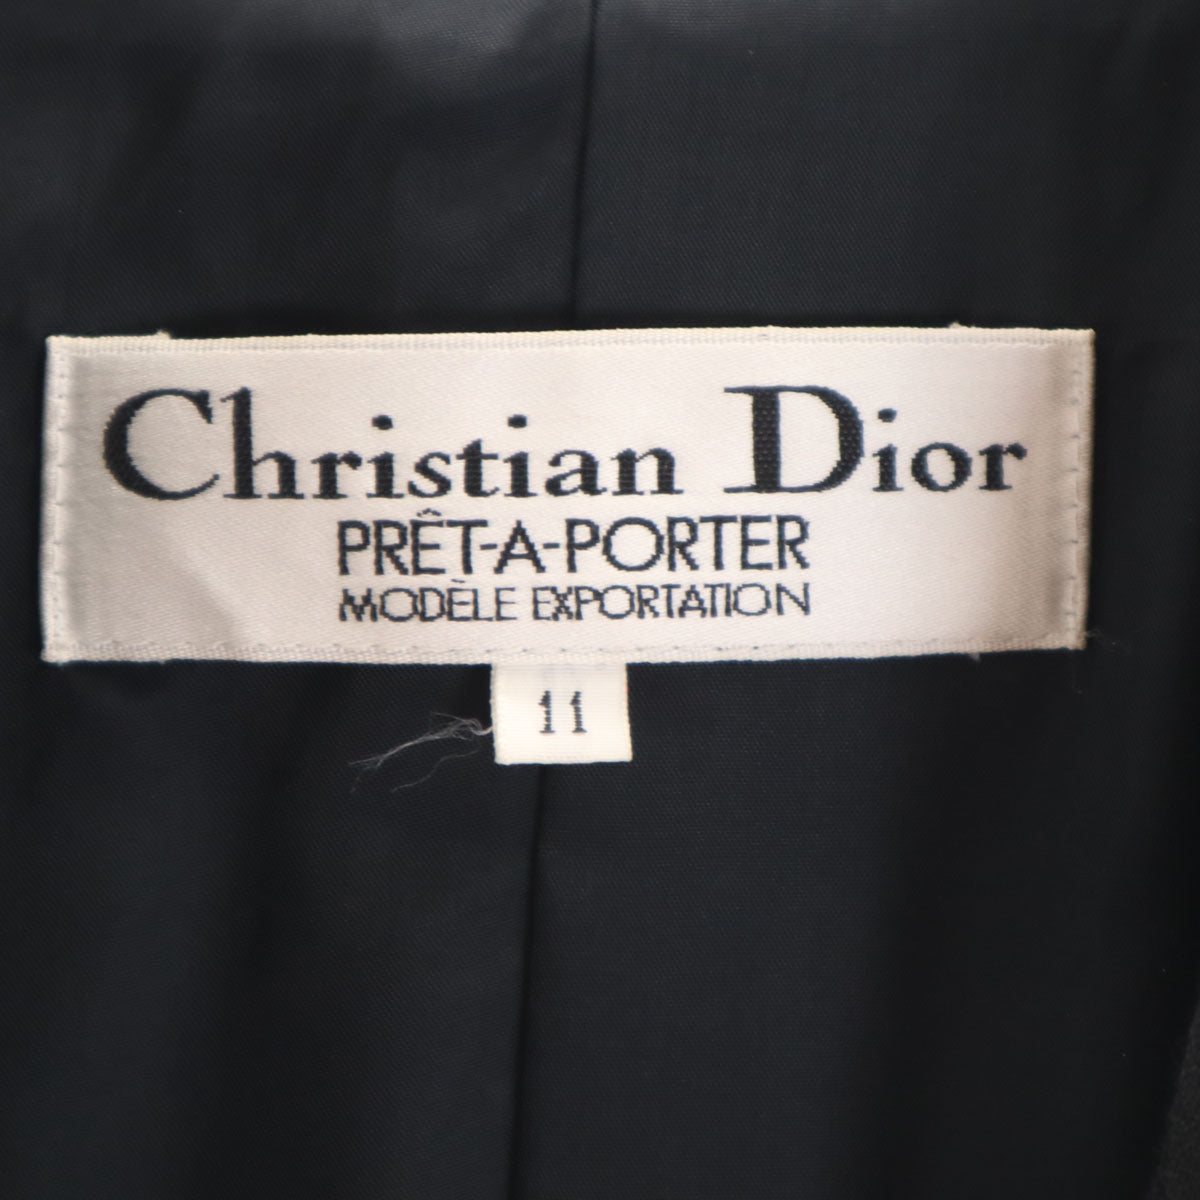 Christian Dior
PRÊT-A-PORTER
MODÈLE EXPORTATION
11